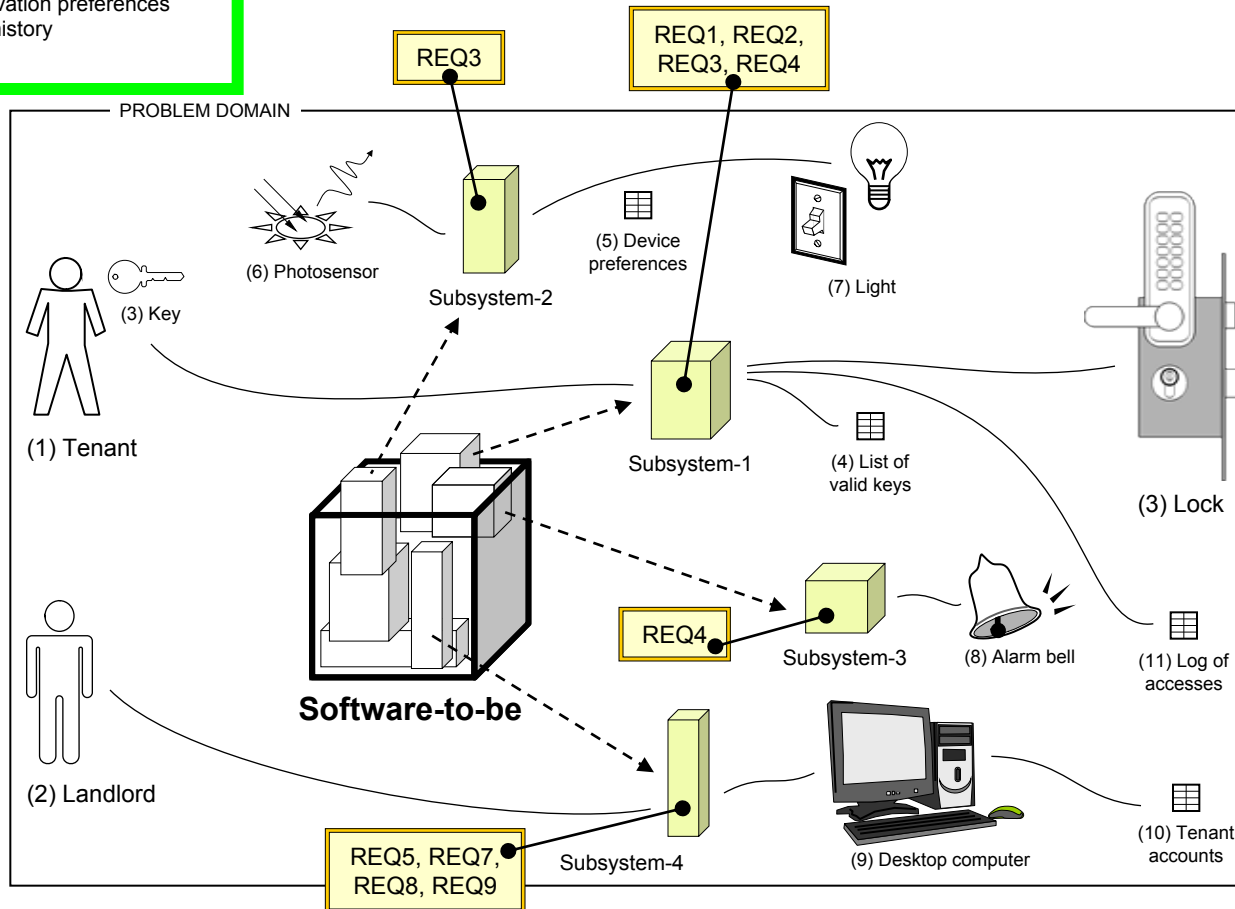 vation preferences
history
REQ3
REQ1, REQ2,
REQ3, REQ4
PROBLEM DOMAIN
(6) Photosensor
Subsystem-2
(5) Device
preferences
(7) Light
(3) Key
(1) Tenant
Subsystem-1
(4) List of
valid keys
(3) Lock
Software-to-be
REQ4
Subsystem-3
(8) Alarm bell
(11) Log of
accesses
(2) Landlord
REQ5, REQ7,
REQ8, REQ9
Subsystem-4
(9) Desktop computer
(10) Tenant
accounts